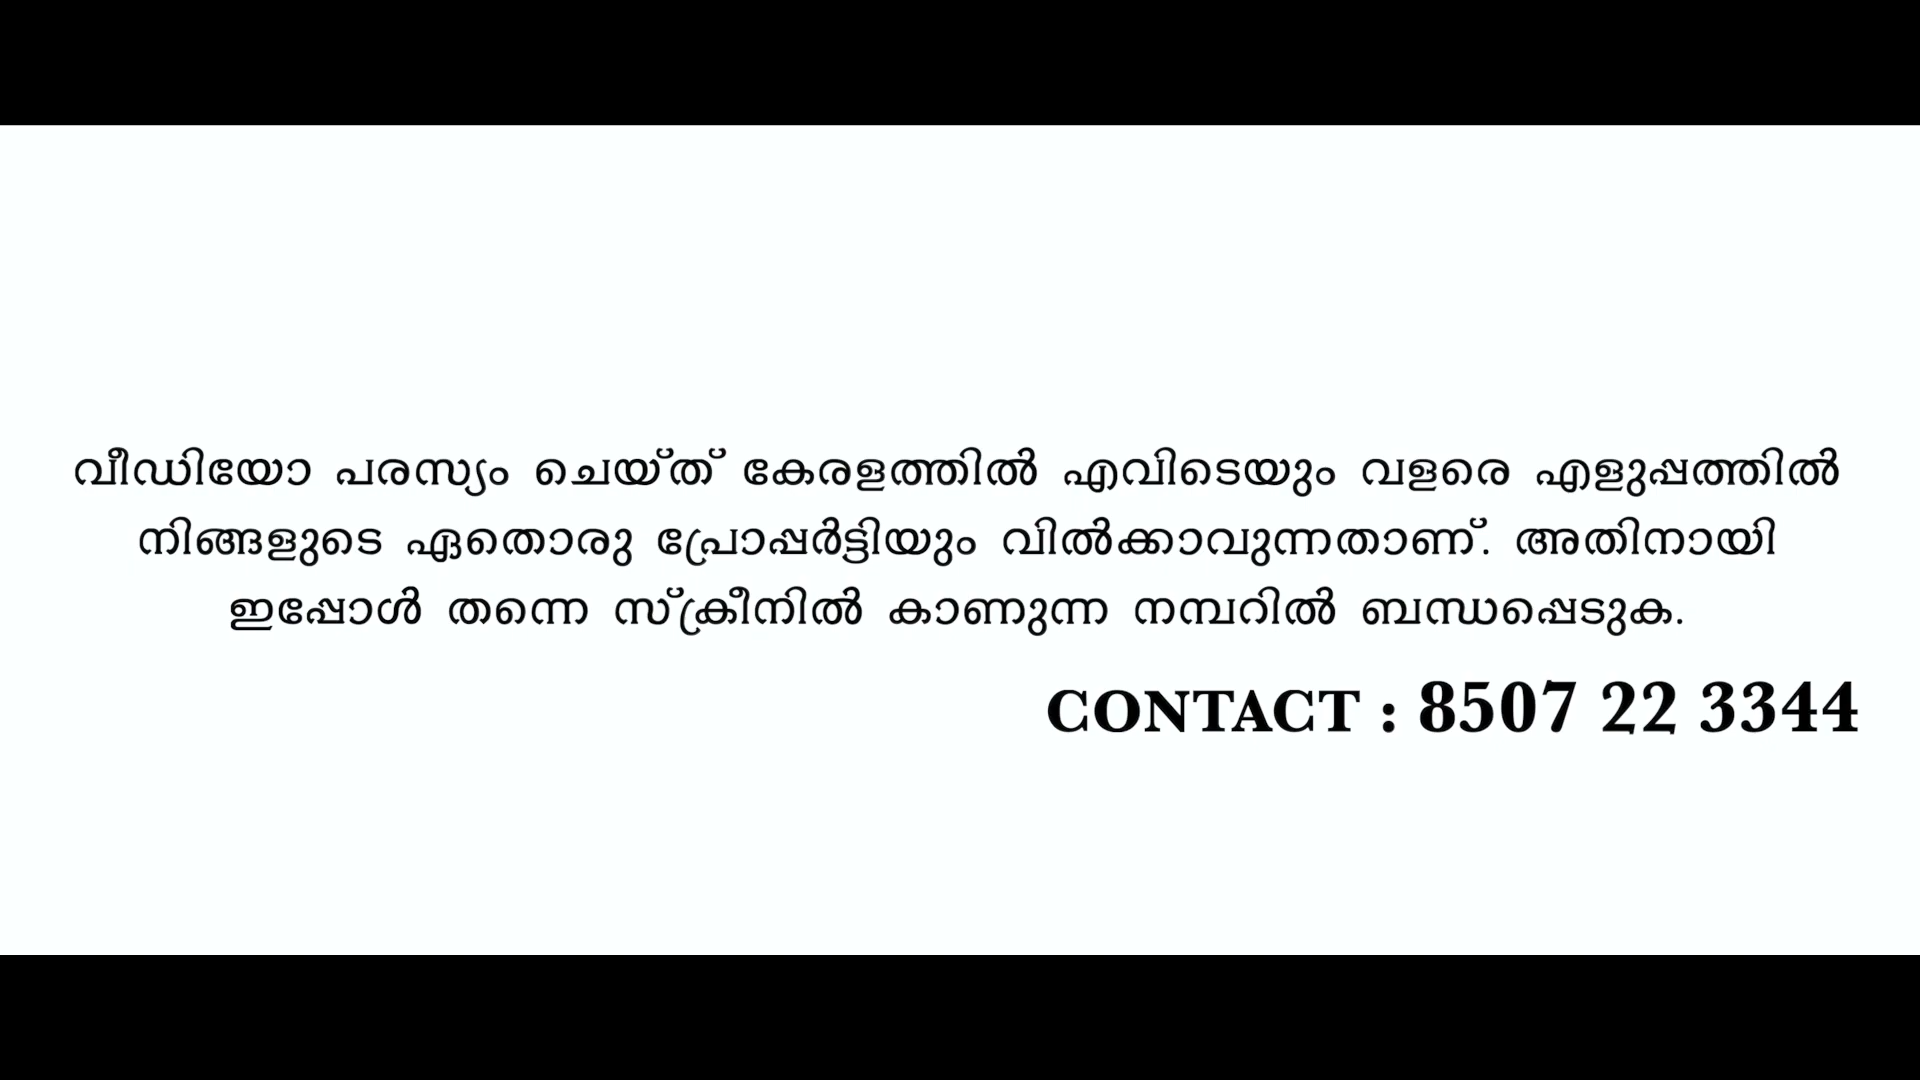 വീഡിയോ പരസ്യം ചെയ്ത് കേരളത്തിൽ എവിടെയും വളരെ എളുപ്പത്തിൽ
നിങ്ങളുടെ ഏതൊരു പ്രോപ്പർട്ടിയും വിൽക്കാവുന്നതാണ്. അതിനായി
ഇപ്പോൾ തന്നെ സ്ക്രീനിൽ കാണുന്ന നമ്പറിൽ ബന്ധപ്പെടുക.
CONTACT : 8507 22 3344